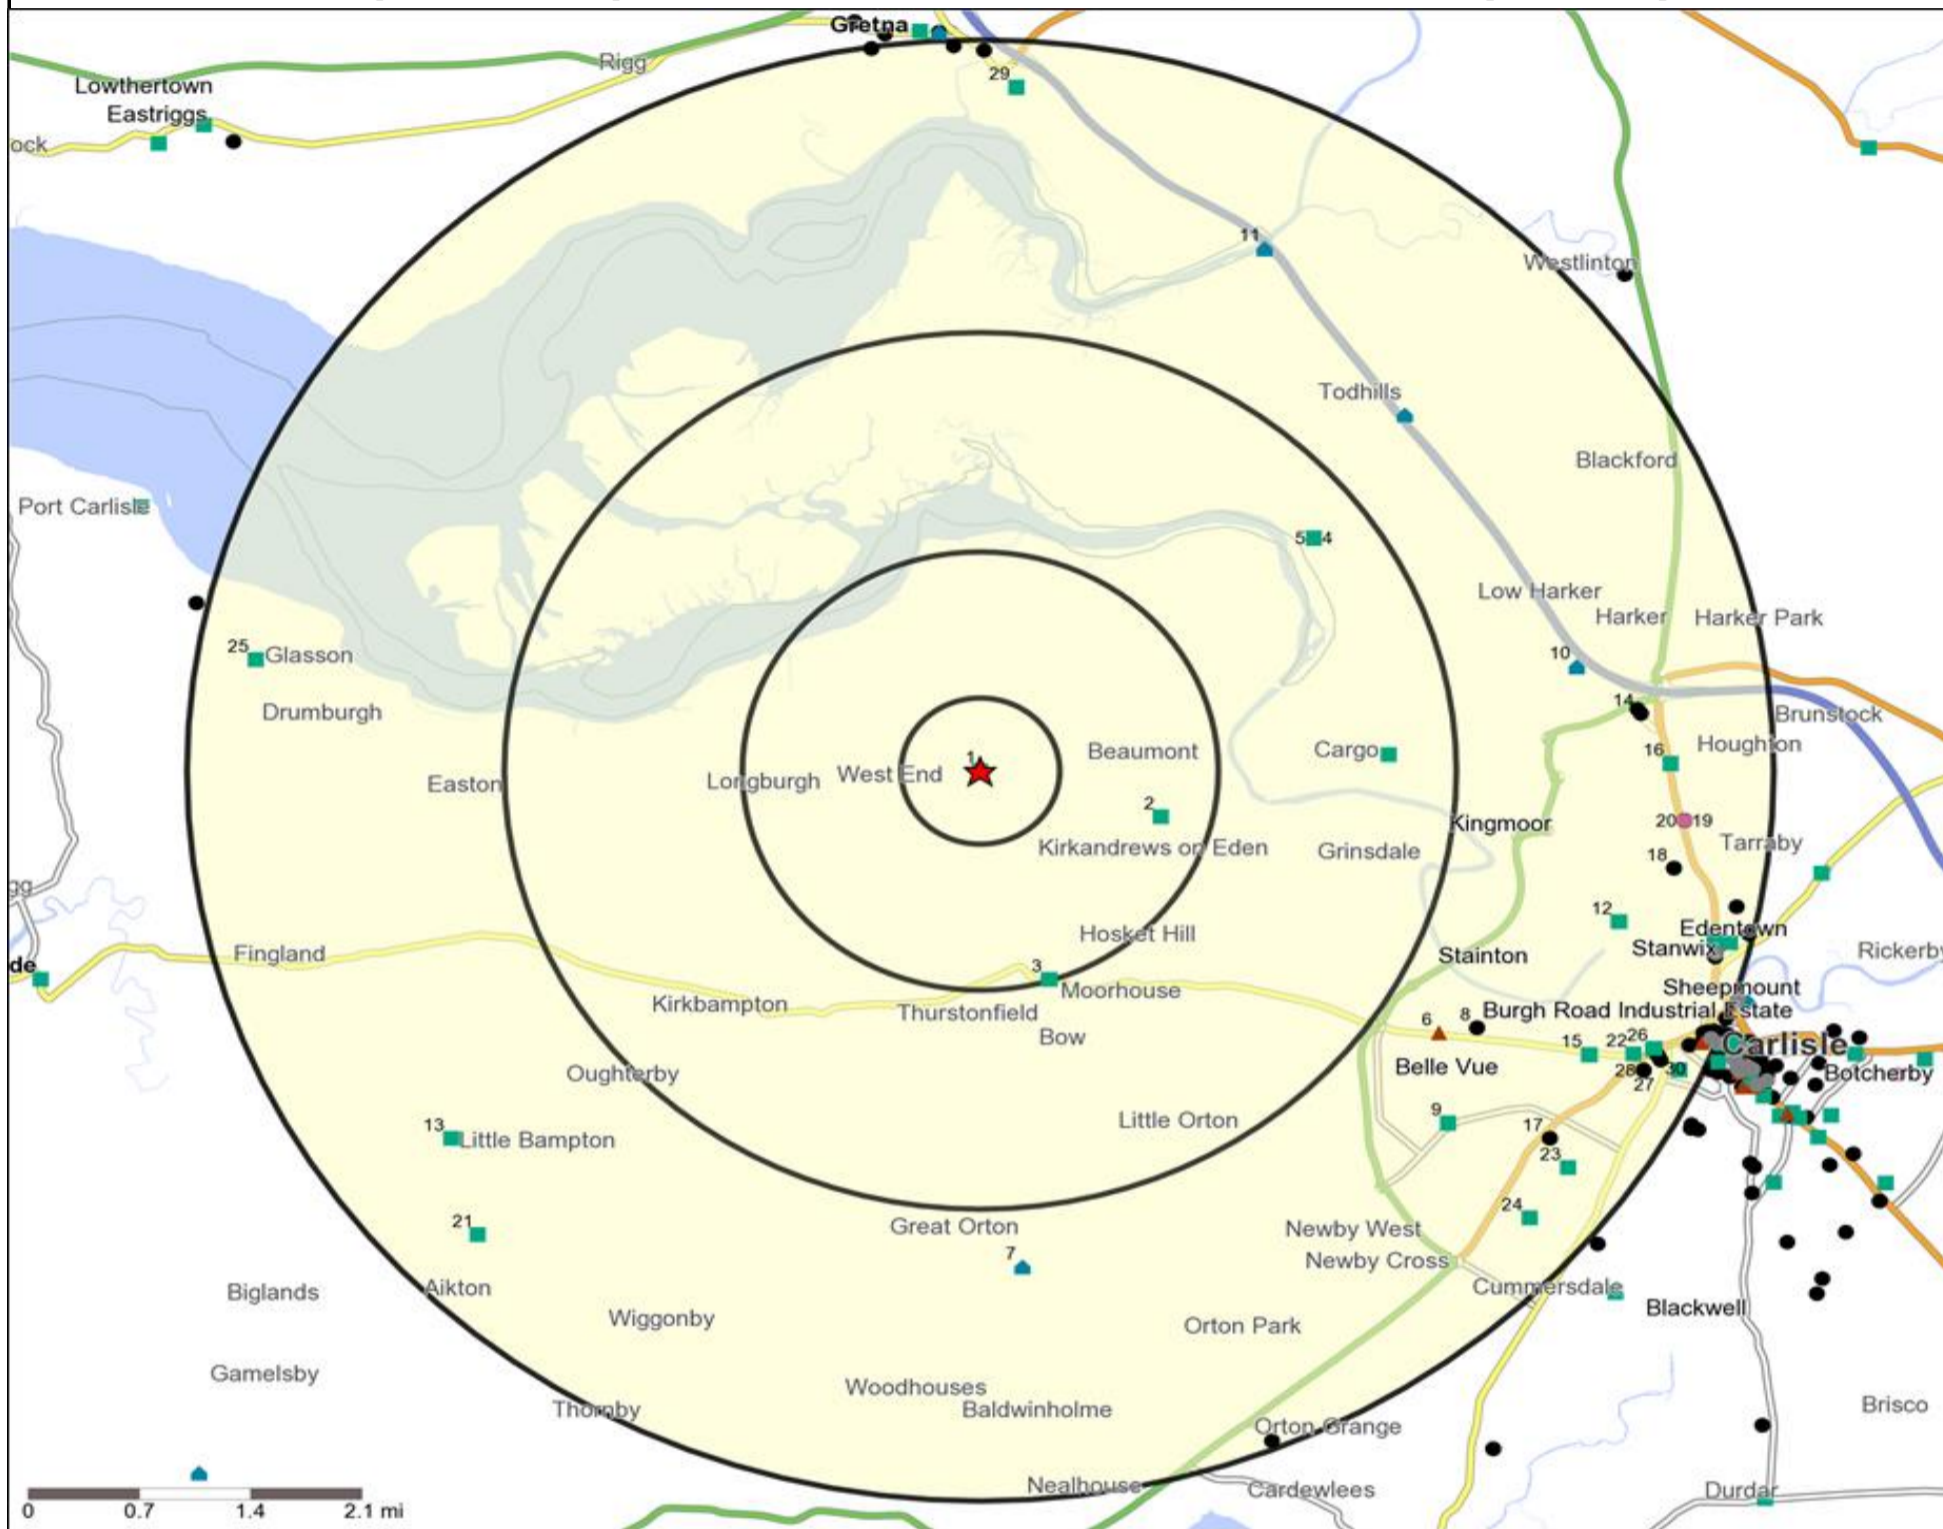 Gretna
Rigg
29
Lowthertown
Eastriggs
ock
11
Westlinton
Todhills
Blackford
Port Carlisle
5 4
Low Harker
Harker
Harker Park
25
Glasson
10
Drumburgh
14
Brunstock
Houghton
16
1
Beaumont
Cargo
West End
Longburgh
Easton
2
Kingmoor
20 19
Tarraby
Kirkandrews on Eden
Grinsdale
18
gg
12
Edentown
Hosket Hill
Stanwix
Rickerby
Fingland
Stainton
de
3
Moorhouse
Sheepmount
Kirkbampton
Thurstonfield
Burgh Road Industrial Estate
6
8
Bow
15
22
26
Carlisle
Oughterby
Belle Vue
28
30
Botcherby
27
9
Little Orton
13
Little Bampton
17
23
24
21
Great Orton
Newby West
7
Newby Cross
Biglands
Aikton
Cummersdale
Blackwell
Wiggonby
Orton Park
Gamelsby
Woodhouses
Thornby
Baldwinholme
Brisco
Orton Grange
Nealhouse
Cardewlees
Durdar
0 0.7 1.4 2.1 mi